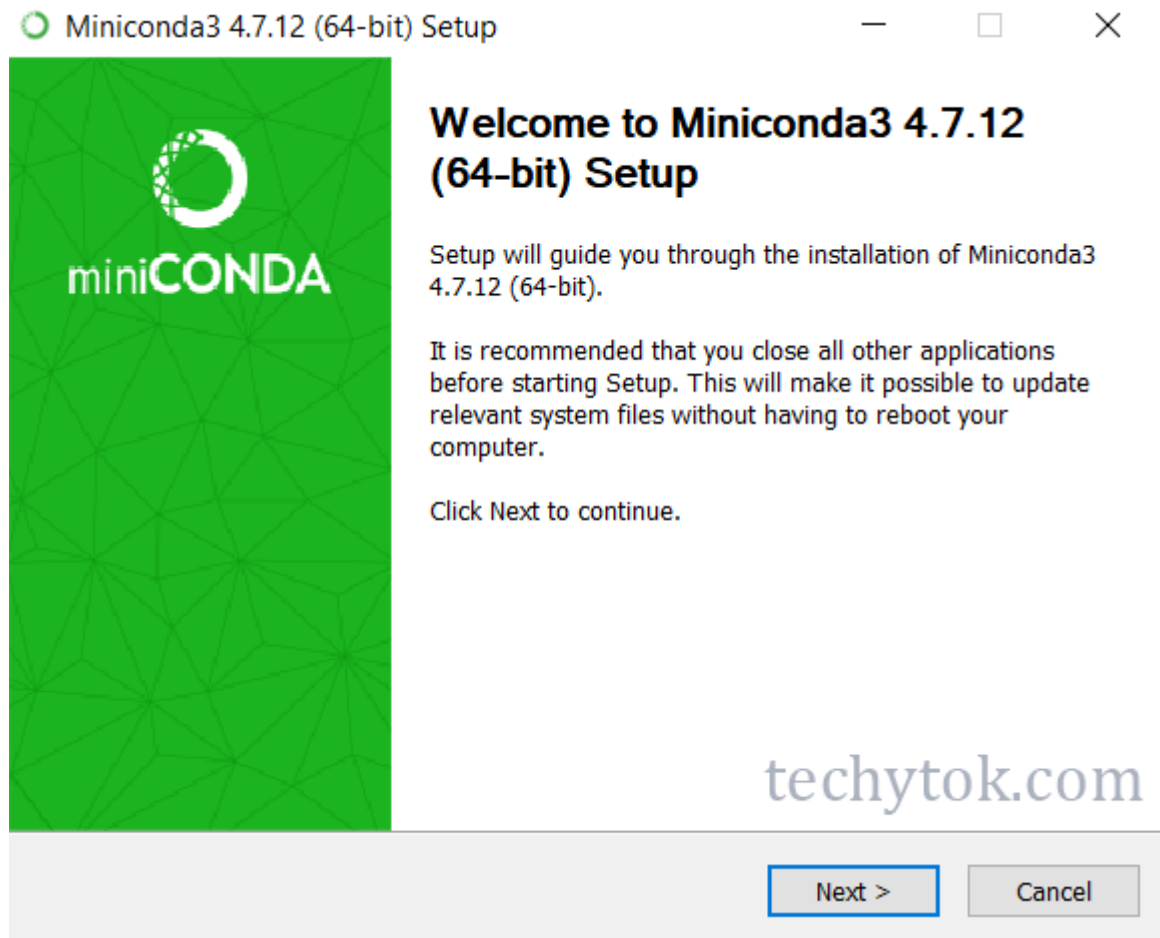 Miniconda3 4.7.12 (64-bit) Setup
miniCONDA
Welcome to Miniconda3 4.7.12
(64-bit) Setup
Setup will guide you through the installation of Miniconda3
4.7.12 (64-bit).
It is recommended that you close all other applications
before starting Setup. This will make it possible to update
relevant system files without having to reboot your
computer.
Click Next to continue.
techytok.com
Next >
Cancel